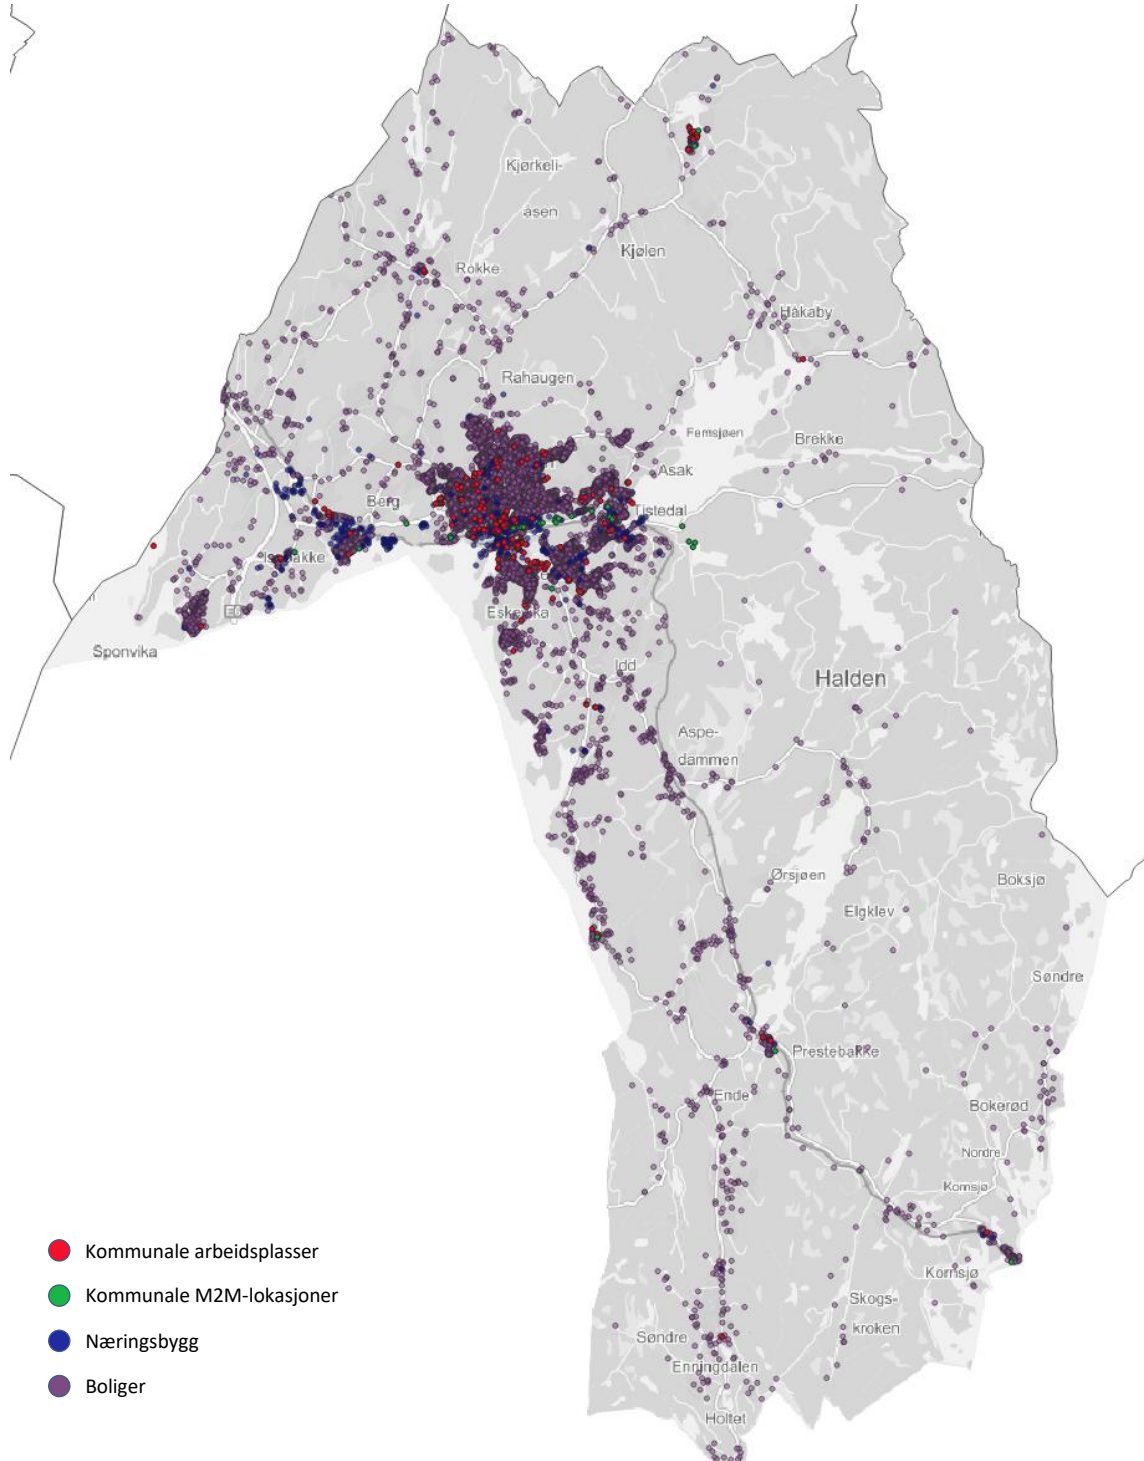 Kjørkeli-
åsen
Kjølen
Rokke
Håkaby
Rahaugen
Femsjøen
Brekke
Asak
Berg
Tistedal
Sponvika
Idd
Halden
Aspe-
dammen
Ørsjøen
Boksjø
Elgklev
Søndre
Prestebakke
Ende
Bokerød
Nordre
Kornsjø
Kornsjø
Skogs-
kroken
Søndre
Enningdalen
Holtet
Kommunale arbeidsplasser
Kommunale M2M-lokasjoner
Næringsbygg
Boliger